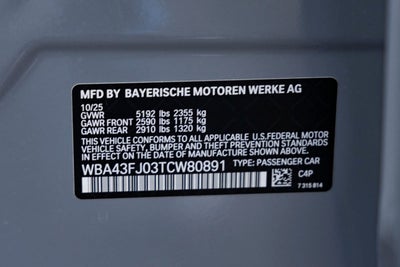 MFD BY BAYERISCHE MOTOREN WERKE AG
10/25
GVWR 5192 lbs 2355 kg
GAWR FRONT 2590 lbs 1175 kg
GAWR REAR 2910 lbs 1320 kg
THIS VEHICLE CONFORMS TO ALL APPLICABLE U.S.FEDERAL MOTOR
VEHICLE SAFETY, BUMPER AND THEFT PREVENTION STANDARDS
IN EFFECT ON THE DATE OF MANUFACTURE SHOWN ABOVE.
WBA43FJ03TCW80891 TYPE: PASSENGER CAR
C4P
7 315 814